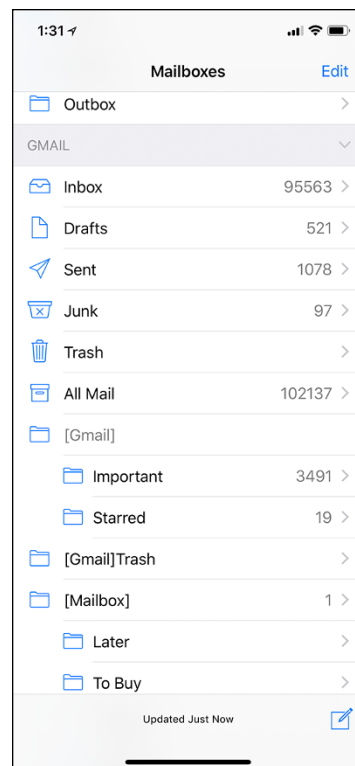 1:31
Mailboxes Edit
Outbox
GMAIL
Inbox 95563
Drafts 521
Sent 1078
Junk 97
Trash
All Mail 102137
[Gmail]
Important 3491
Starred 19
[Gmail]Trash
[Mailbox] 1
Later
To Buy
Updated Just Now